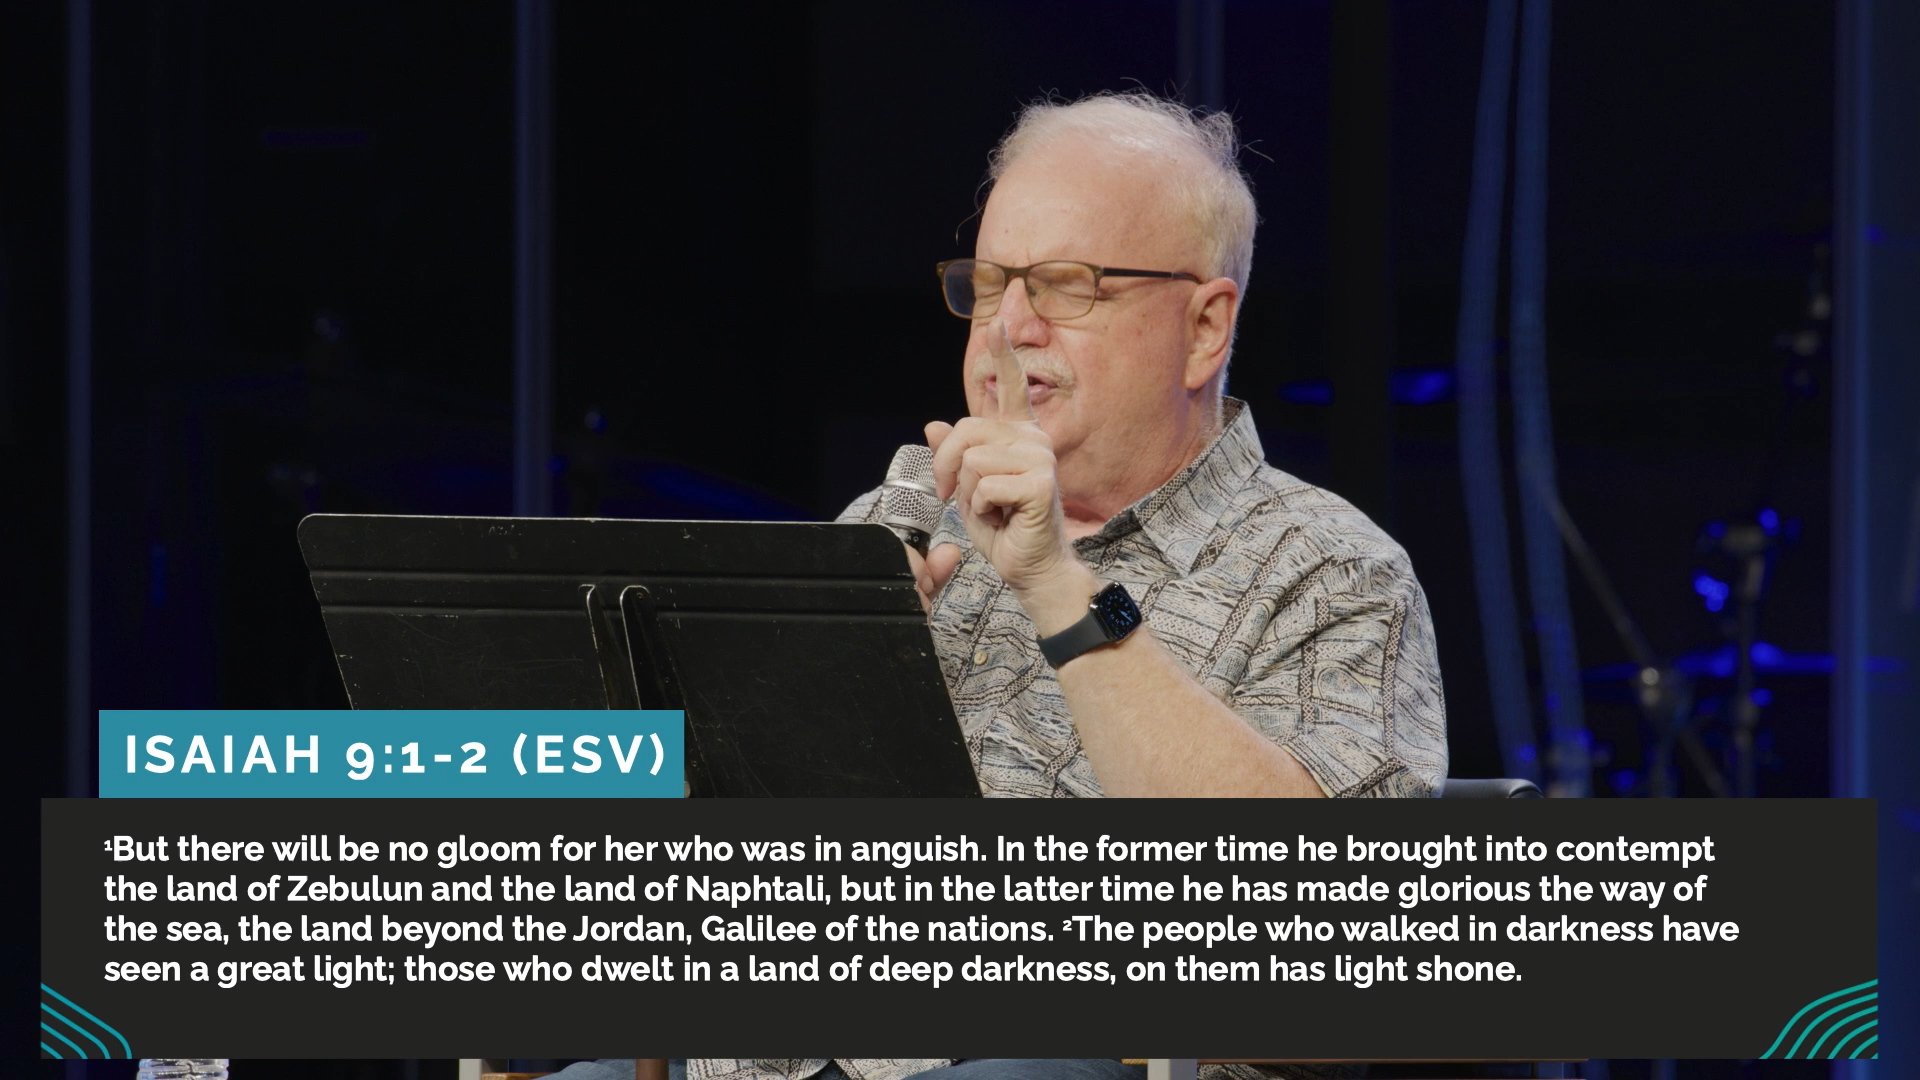 ISAIAH 9:1-2 (ESV)
¹But there will be no gloom for her who was in anguish. In the former time he brought into contempt
the land of Zebulun and the land of Naphtali, but in the latter time he has made glorious the way of
the sea, the land beyond the Jordan, Galilee of the nations. ²The people who walked in darkness have
seen a great light; those who dwelt in a land of deep darkness, on them has light shone.